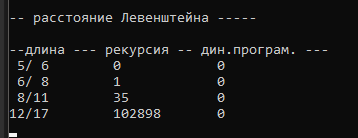 -- расстояние Левенштейна -----
--длина --- рекурсия -- дин.програм. ---
5/ 6 0 0
6/ 8 1 0
8/11 35 0
12/17 102898 0